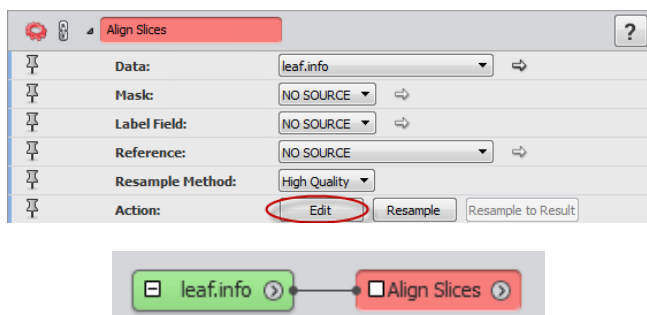 Align Slices ?
Data: leaf.info
Mask: NO SOURCE
Label Field: NO SOURCE
Reference: NO SOURCE
Resample Method: High Quality
Action: Edit Resample Resample to Result
leaf.info Align Slices